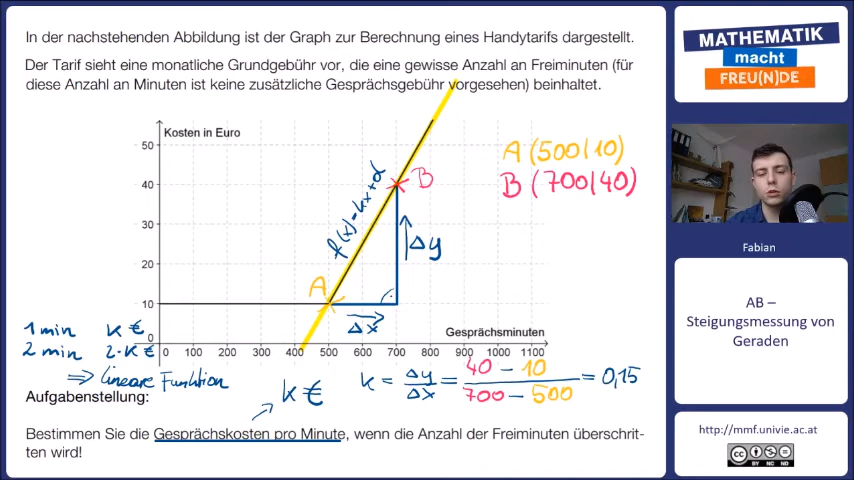 In der nachstehenden Abbildung ist der Graph zur Berechnung eines Handytarifs dargestellt.
Der Tarif sieht eine monatliche Grundgebühr vor, die eine gewisse Anzahl an Freiminuten (für
diese Anzahl an Minuten ist keine zusätzliche Gesprächsgebühr vorgesehen) beinhaltet.
Kosten in Euro
50
40
30
20
10
0
0 100 200 300 400 500 600 700 800 900 1000 1100
Gesprächsminuten
A (500|10)
B (700|40)
B
A
f(x)=kx+d
Δy
Δx
1 min k €
2 min 2·k €
⇒ lineare Funktion
k €
k = Δy/Δx = (40 − 10)/(700 − 500) = 0,15
Aufgabenstellung:
Bestimmen Sie die Gesprächskosten pro Minute, wenn die Anzahl der Freiminuten überschrit-
ten wird!
MATHEMATIK
macht
FREU(N)DE
Fabian
AB –
Steigungsmessung von
Geraden
http://mmf.univie.ac.at
cc
BY NC ND